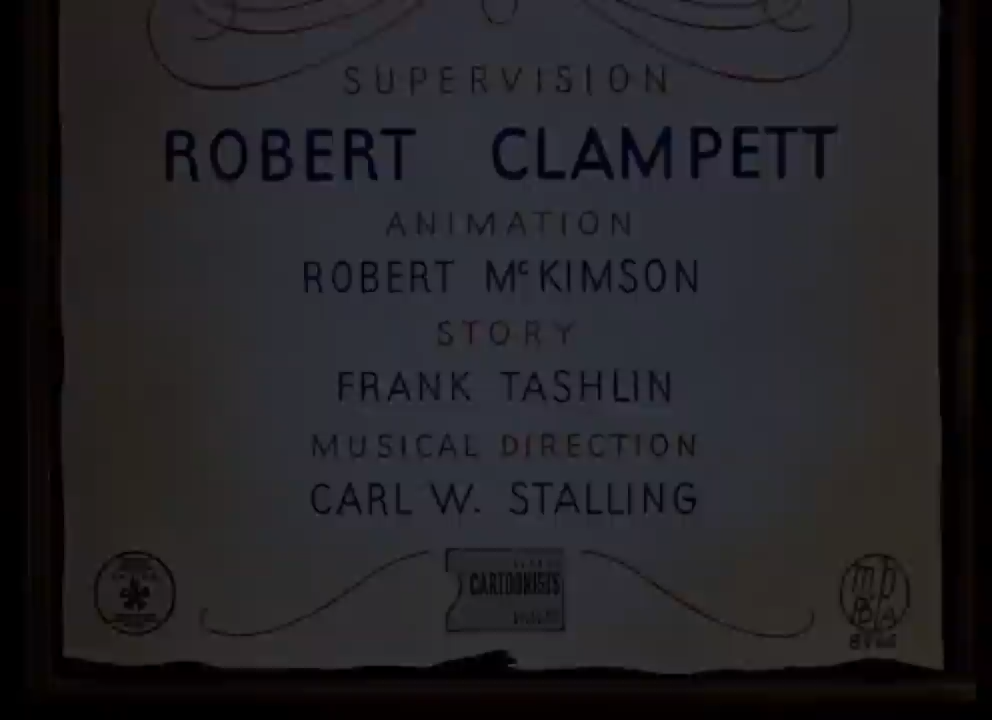 SUPERVISION
ROBERT CLAMPETT
ANIMATION
ROBERT McKIMSON
STORY
FRANK TASHLIN
MUSICAL DIRECTION
CARL W. STALLING
CARTOONISTS